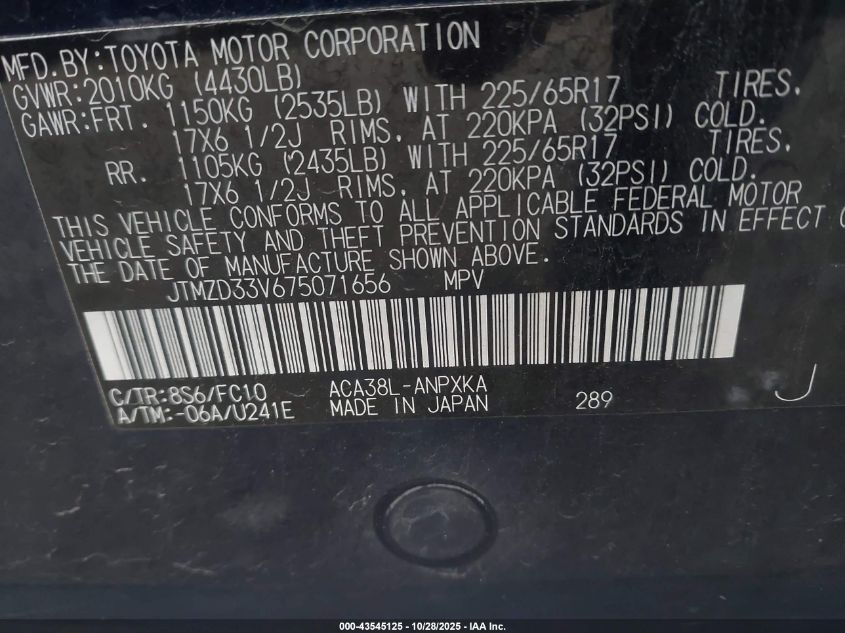 MFD.BY:TOYOTA MOTOR CORPORATION
GVWR:2010KG (4430LB)
GAWR:FRT. 1150KG (2535LB) WITH 225/65R17 TIRES.
17X6 1/2J RIMS, AT 220KPA (32PSI) COLD.
RR. 1105KG (2435LB) WITH 225/65R17 TIRES.
17X6 1/2J RIMS, AT 220KPA (32PSI) COLD.
THIS VEHICLE CONFORMS TO ALL APPLICABLE FEDERAL MOTOR
VEHICLE SAFETY AND THEFT PREVENTION STANDARDS IN EFFECT
THE DATE OF MANUFACTURE SHOWN ABOVE.
JTMZD33V675071656 MPV
C/TR:8S6/FC10 ACA38L-ANPXKA
A/TM:-06A/U241E MADE IN JAPAN 289 J
000-43545125 - 10/28/2025 - IAA Inc.